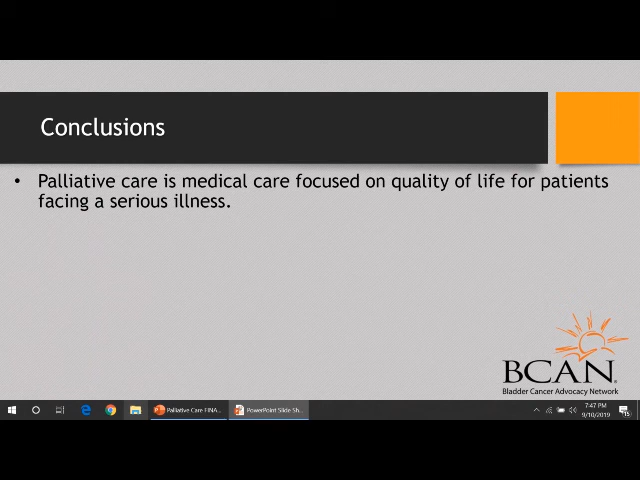 Conclusions
• Palliative care is medical care focused on quality of life for patients
facing a serious illness.
BCAN®
Bladder Cancer Advocacy Network
Palliative Care FINA...
PowerPoint Slide Sh...
7:47 PM
9/10/2019
15